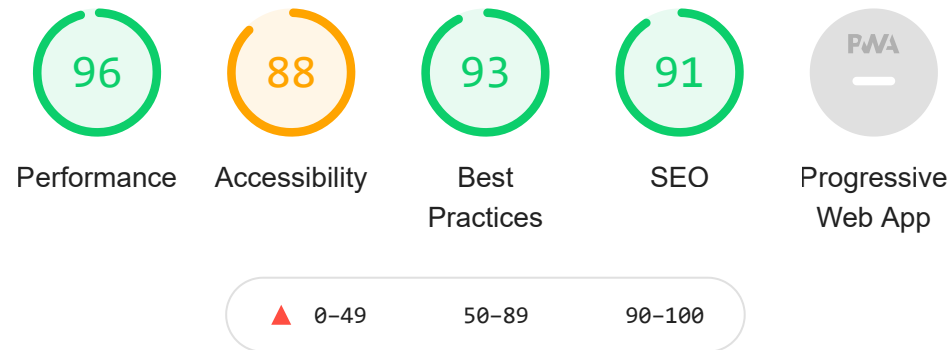 96
88
93
91
PWA
Performance
Accessibility
Best
Practices
SEO
Progressive
Web App
0–49
50–89
90–100